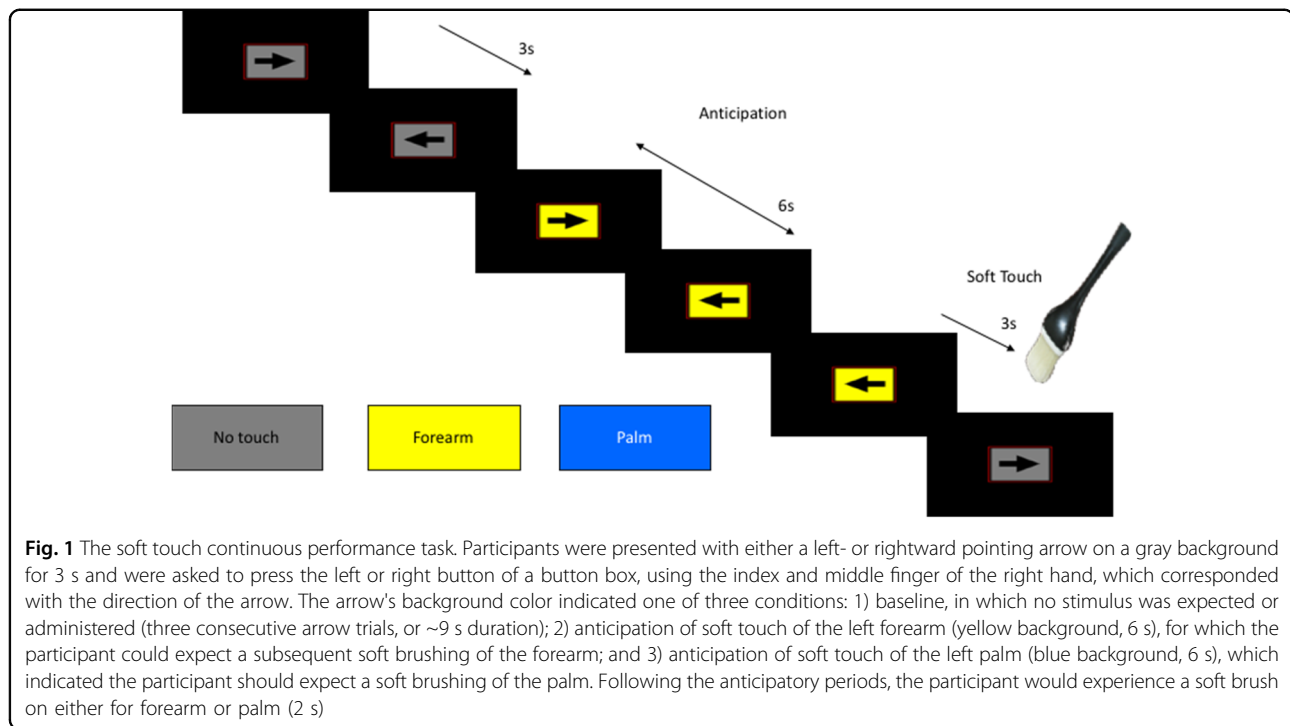 3s
Anticipation
6s
Soft Touch
3s
No touch
Forearm
Palm
Fig. 1 The soft touch continuous performance task. Participants were presented with either a left- or rightward pointing arrow on a gray background
for 3 s and were asked to press the left or right button of a button box, using the index and middle finger of the right hand, which corresponded
with the direction of the arrow. The arrow's background color indicated one of three conditions: 1) baseline, in which no stimulus was expected or
administered (three consecutive arrow trials, or ~9 s duration); 2) anticipation of soft touch of the left forearm (yellow background, 6 s), for which the
participant could expect a subsequent soft brushing of the forearm; and 3) anticipation of soft touch of the left palm (blue background, 6 s), which
indicated the participant should expect a soft brushing of the palm. Following the anticipatory periods, the participant would experience a soft brush
on either for forearm or palm (2 s)